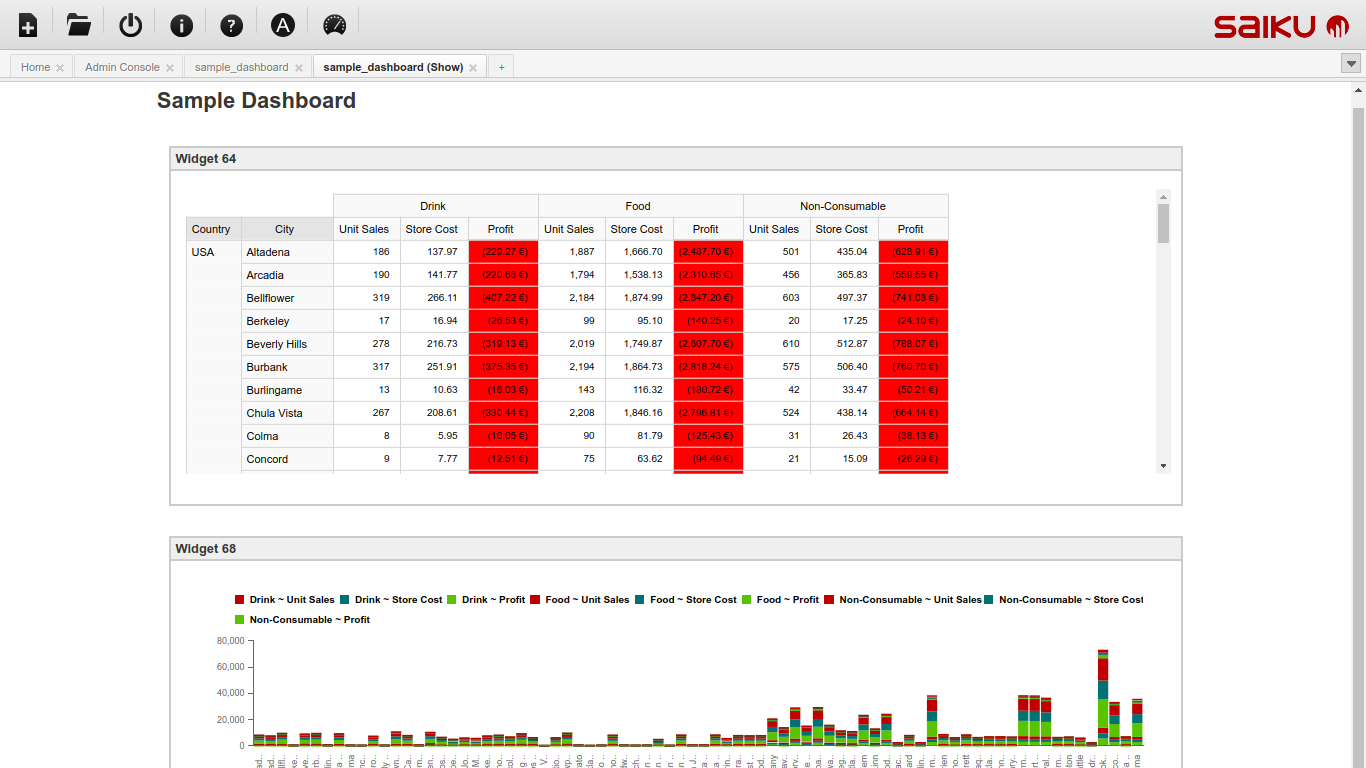 SAIKU
Home Admin Console sample_dashboard sample_dashboard (Show) +
Sample Dashboard
Widget 64
Drink Food Non-Consumable
Country City Unit Sales Store Cost Profit Unit Sales Store Cost Profit Unit Sales Store Cost Profit
USA Altadena 186 137.97 (229.27 €) 1,887 1,666.70 (2,487.70 €) 501 435.04 (628.91 €)
Arcadia 190 141.77 (220.66 €) 1,794 1,538.13 (2,310.65 €) 456 365.83 (559.55 €)
Bellflower 319 266.11 (407.22 €) 2,184 1,874.99 (2,847.20 €) 603 497.37 (741.08 €)
Berkeley 17 16.94 (26.53 €) 99 95.10 (140.25 €) 20 17.25 (24.10 €)
Beverly Hills 278 216.73 (319.13 €) 2,019 1,749.87 (2,607.70 €) 610 512.87 (788.07 €)
Burbank 317 251.91 (375.35 €) 2,194 1,864.73 (2,818.24 €) 575 506.40 (760.70 €)
Burlingame 13 10.63 (16.03 €) 143 116.32 (180.72 €) 42 33.47 (50.21 €)
Chula Vista 267 208.61 (330.44 €) 2,208 1,846.16 (2,796.81 €) 524 438.14 (664.14 €)
Colma 8 5.95 (10.05 €) 90 81.79 (125.43 €) 31 26.43 (38.13 €)
Concord 9 7.77 (12.51 €) 75 63.62 (94.49 €) 21 15.09 (26.29 €)
Widget 68
Drink ~ Unit Sales Drink ~ Store Cost Drink ~ Profit Food ~ Unit Sales Food ~ Store Cost Food ~ Profit Non-Consumable ~ Unit Sales Non-Consumable ~ Store Cost
Non-Consumable ~ Profit
80,000
60,000
40,000
20,000
0